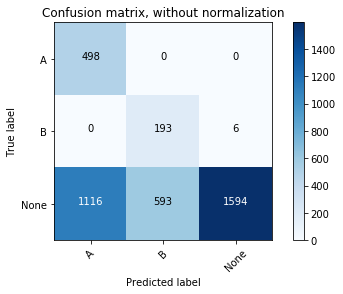 Confusion matrix, without normalization
True label
A
498
0
0
B
0
193
6
None
1116
593
1594
A
B
None
Predicted label
1400
1200
1000
800
600
400
200
0